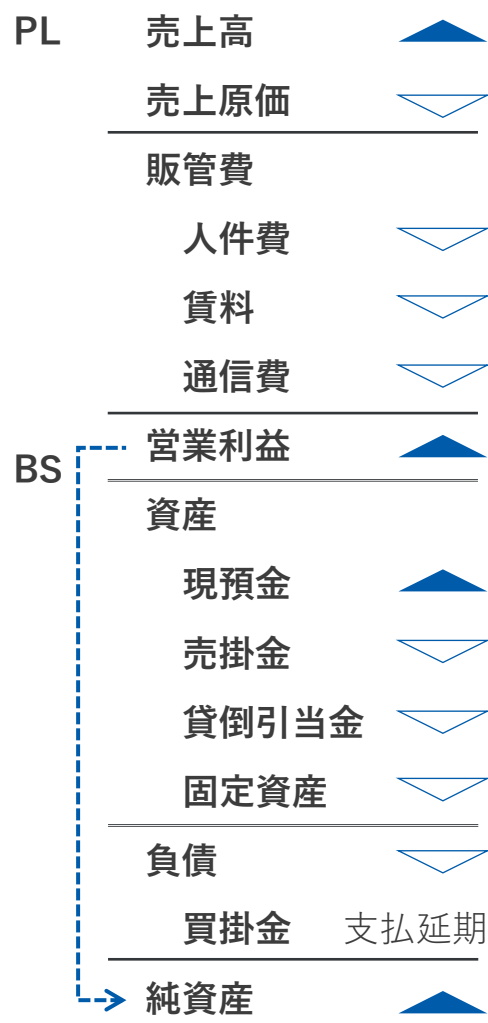 PL 売上高
売上原価
販管費
人件費
賃料
通信費
営業利益
BS
資産
現預金
売掛金
貸倒引当金
固定資産
負債
買掛金 支払延期
純資産